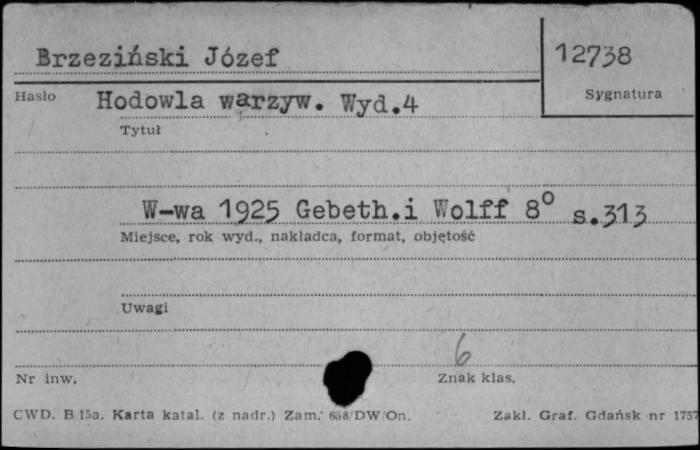 Brzeziński Józef
12738
Hasło
Sygnatura
Hodowla warzyw. Wyd.4
Tytuł
W-wa 1925 Gebeth.i Wolff 8° s.313
Miejsce, rok wyd., nakładca, format, objętość
Uwagi
6
Nr inw.
Znak klas.
CWD. B 15a. Karta katal. (z nadr.) Zam. 658/DW/On.
Zakł. Graf. Gdańsk nr 1757